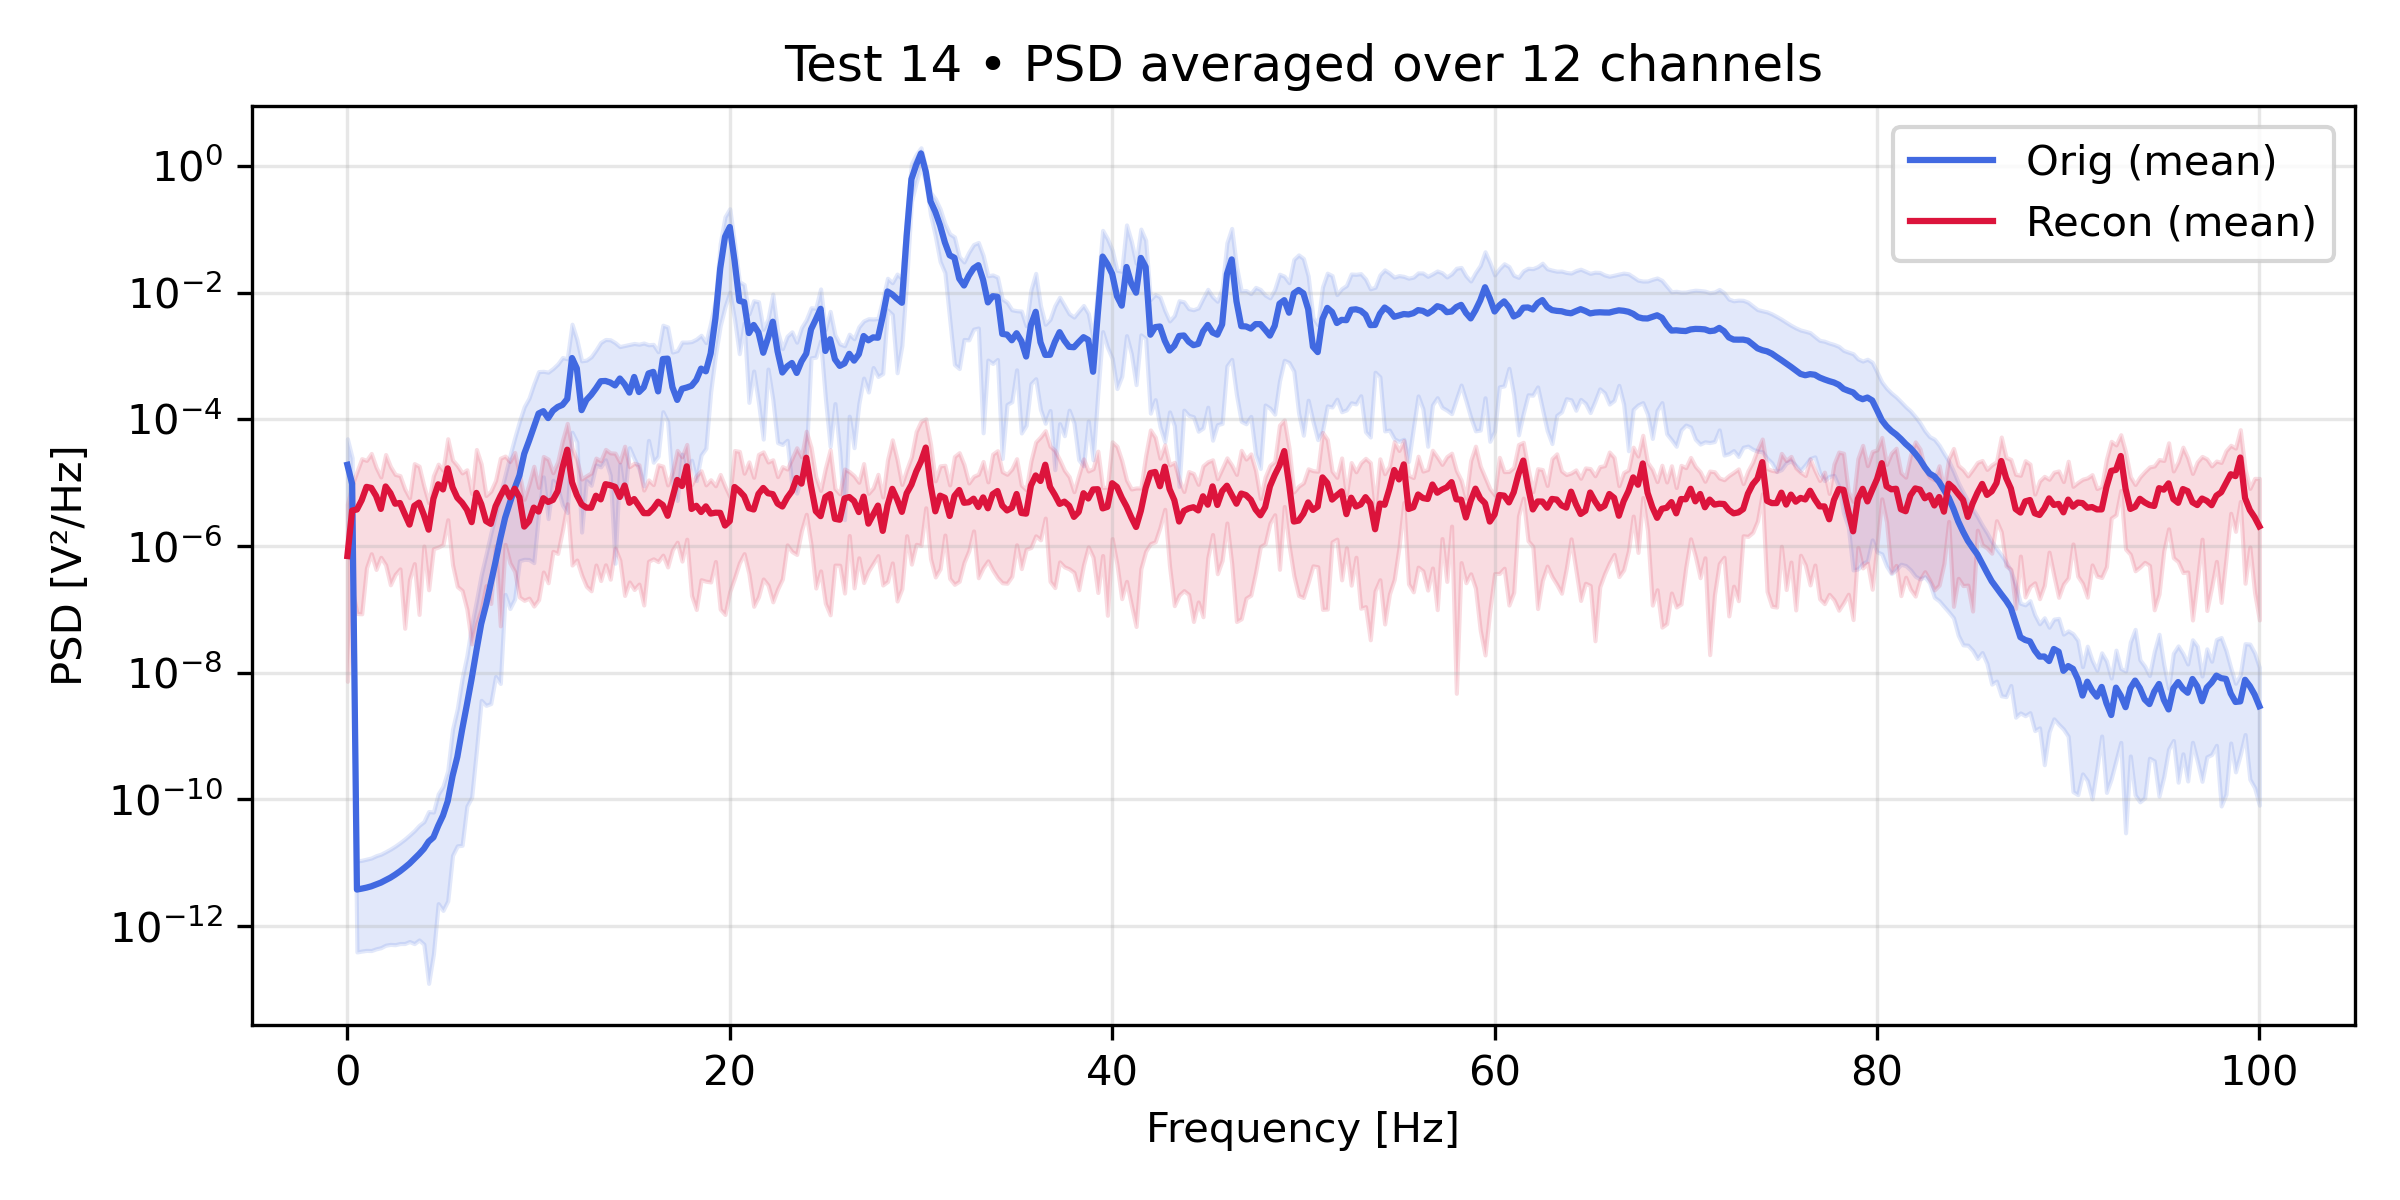 Test 14 • PSD averaged over 12 channels
PSD [V²/Hz]
10⁰
10⁻²
10⁻⁴
10⁻⁶
10⁻⁸
10⁻¹⁰
10⁻¹²
Orig (mean)
Recon (mean)
0 20 40 60 80 100
Frequency [Hz]